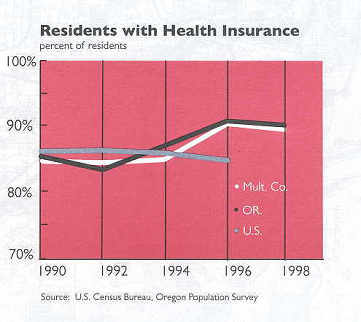 Residents with Health Insurance
percent of residents
100%
90%
80%
70%
Mult. Co.
OR.
U.S.
1990 1992 1994 1996 1998
Source: U.S. Census Bureau, Oregon Population Survey